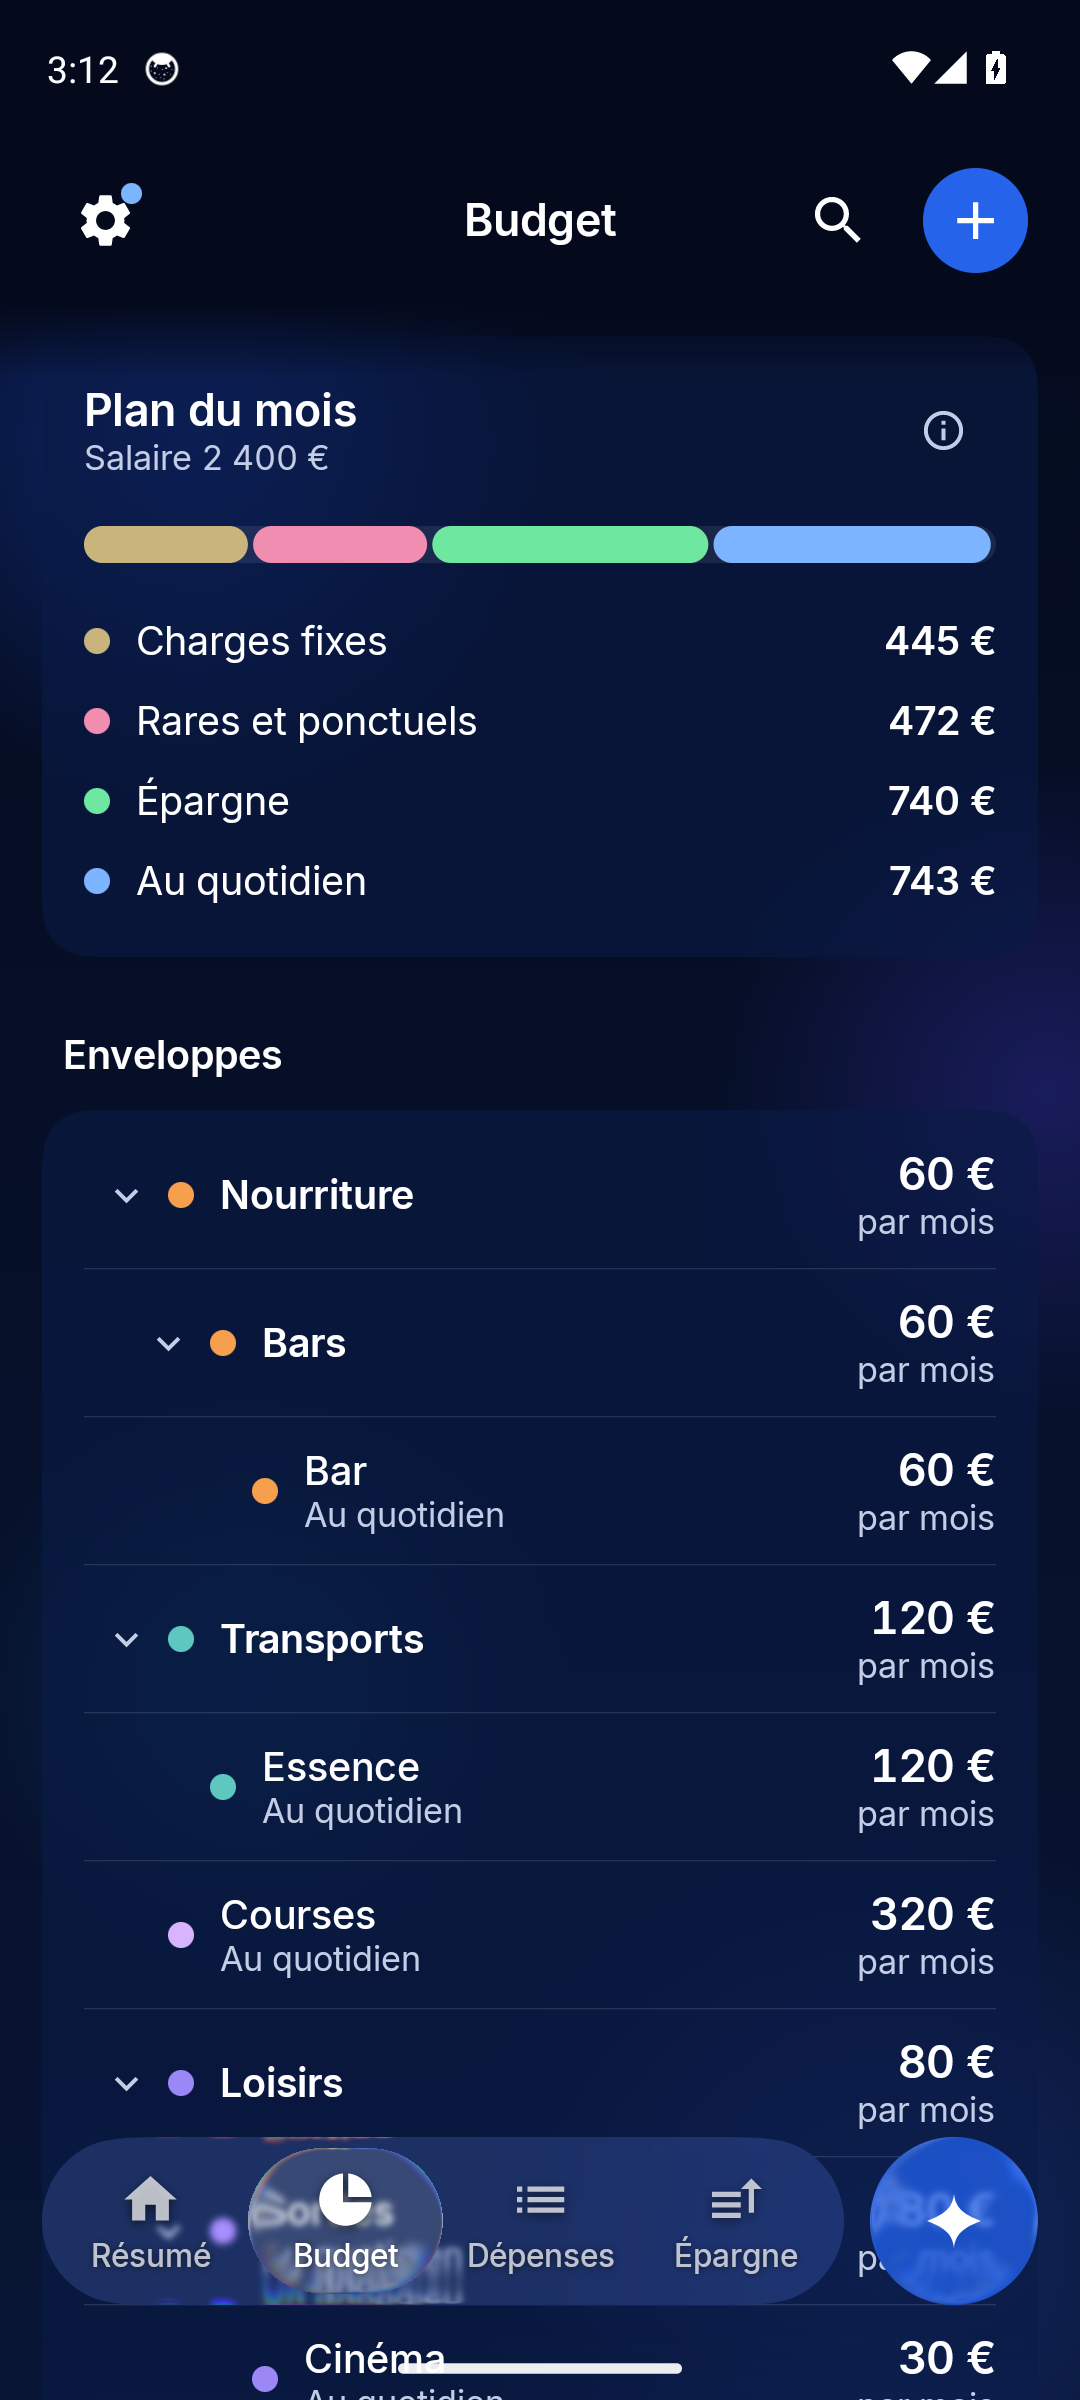 3:12
Budget
Plan du mois
Salaire 2 400 €
Charges fixes 445 €
Rares et ponctuels 472 €
Épargne 740 €
Au quotidien 743 €
Enveloppes
Nourriture 60 €
par mois
Bars 60 €
par mois
Bar 60 €
Au quotidien par mois
Transports 120 €
par mois
Essence 120 €
Au quotidien par mois
Courses 320 €
Au quotidien par mois
Loisirs 80 €
par mois
Résumé Budget Dépenses Épargne
Cinéma 30 €